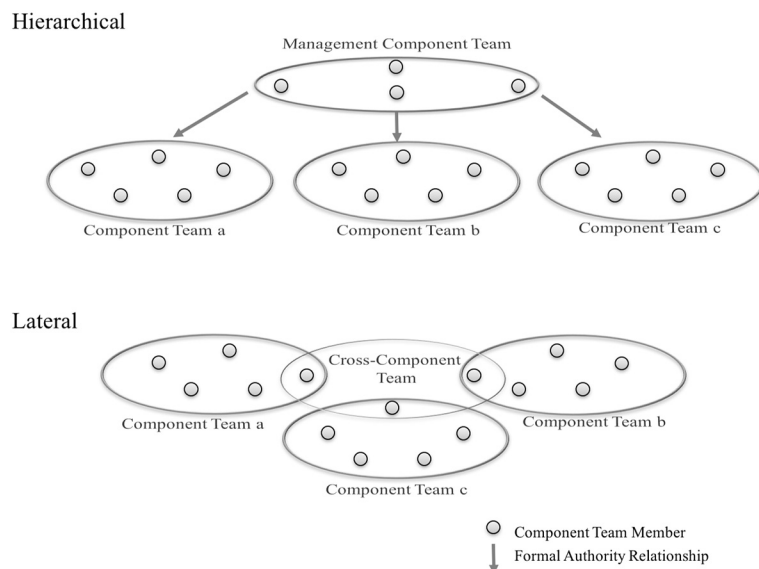 Hierarchical
Management Component Team
Component Team a
Component Team b
Component Team c
Lateral
Cross-Component
Team
Component Team a
Component Team b
Component Team c
Component Team Member
Formal Authority Relationship